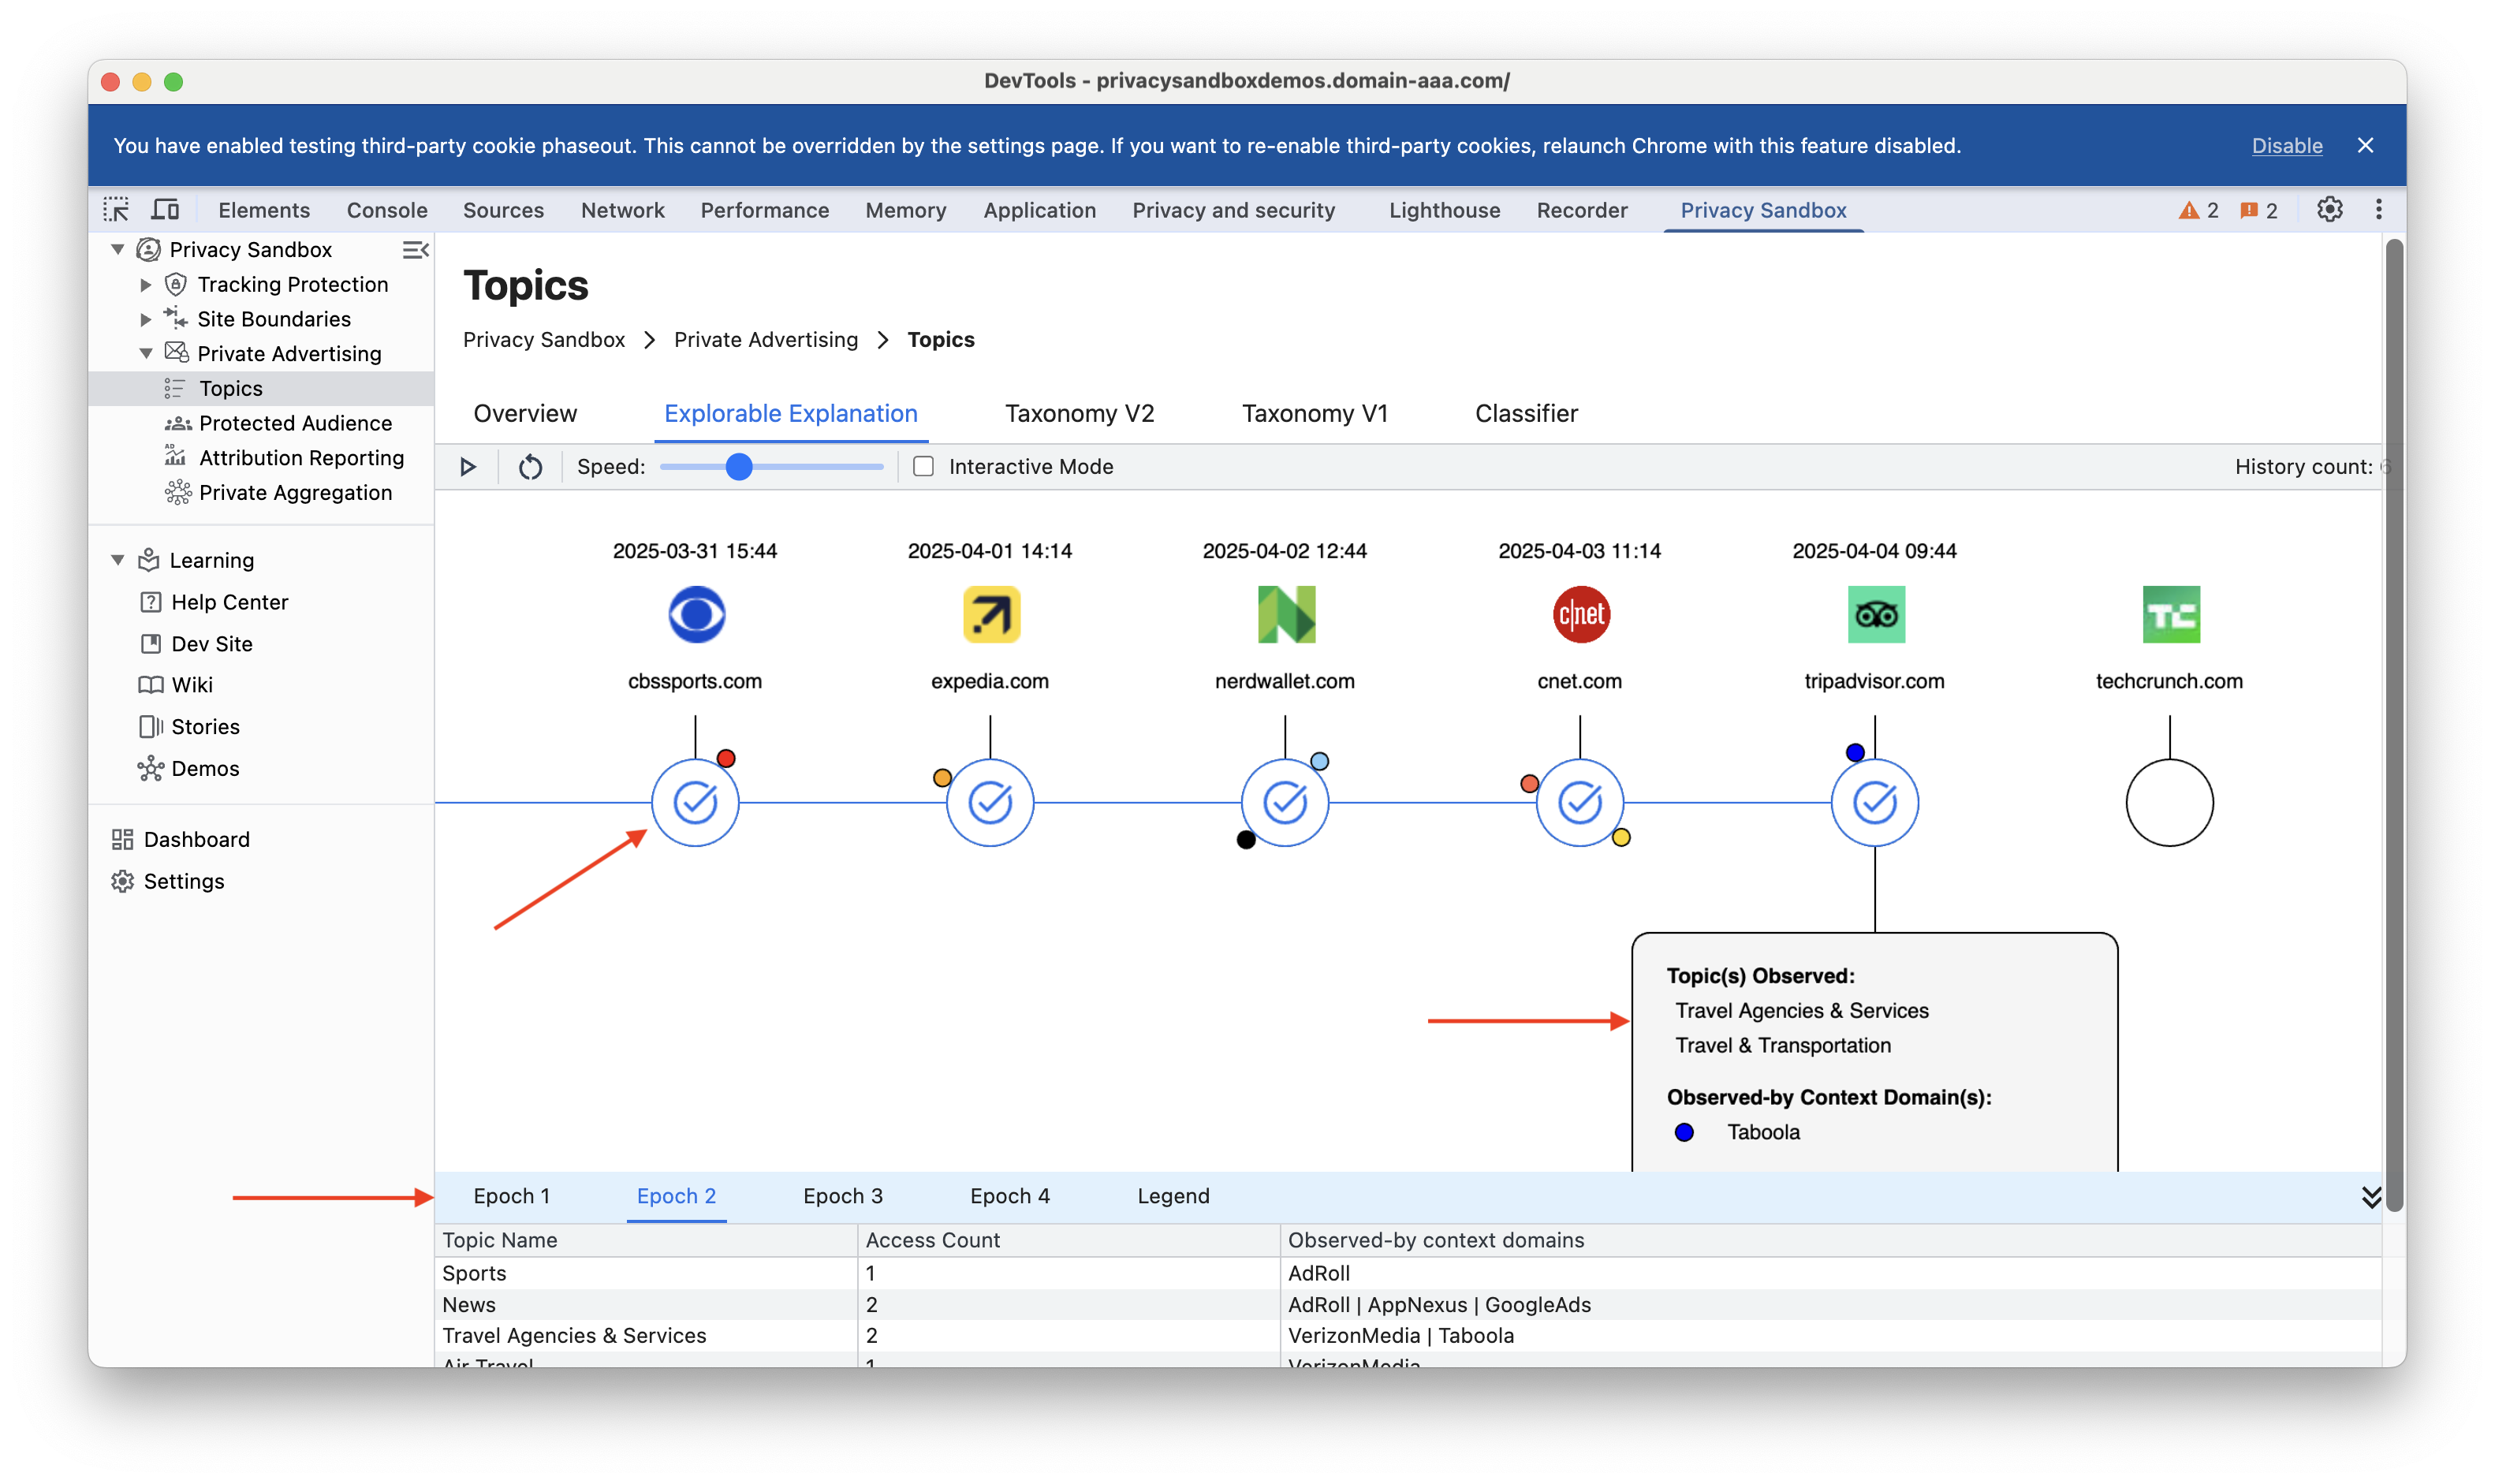 DevTools - privacysandboxdemos.domain-aaa.com/
You have enabled testing third-party cookie phaseout. This cannot be overridden by the settings page. If you want to re-enable third-party cookies, relaunch Chrome with this feature disabled. Disable
Elements Console Sources Network Performance Memory Application Privacy and security Lighthouse Recorder Privacy Sandbox 2 2
Privacy Sandbox
Tracking Protection
Site Boundaries
Private Advertising
Topics
Protected Audience
Attribution Reporting
Private Aggregation
Learning
Help Center
Dev Site
Wiki
Stories
Demos
Dashboard
Settings
Topics
Privacy Sandbox > Private Advertising > Topics
Overview Explorable Explanation Taxonomy V2 Taxonomy V1 Classifier
Speed: Interactive Mode History count: 6
2025-03-31 15:44 2025-04-01 14:14 2025-04-02 12:44 2025-04-03 11:14 2025-04-04 09:44
c|net TC
cbssports.com expedia.com nerdwallet.com cnet.com tripadvisor.com techcrunch.com
Topic(s) Observed:
Travel Agencies & Services
Travel & Transportation
Observed-by Context Domain(s):
Taboola
Epoch 1 Epoch 2 Epoch 3 Epoch 4 Legend
Topic Name Access Count Observed-by context domains
Sports 1 AdRoll
News 2 AdRoll | AppNexus | GoogleAds
Travel Agencies & Services 2 VerizonMedia | Taboola
Air Travel 1 VerizonMedia